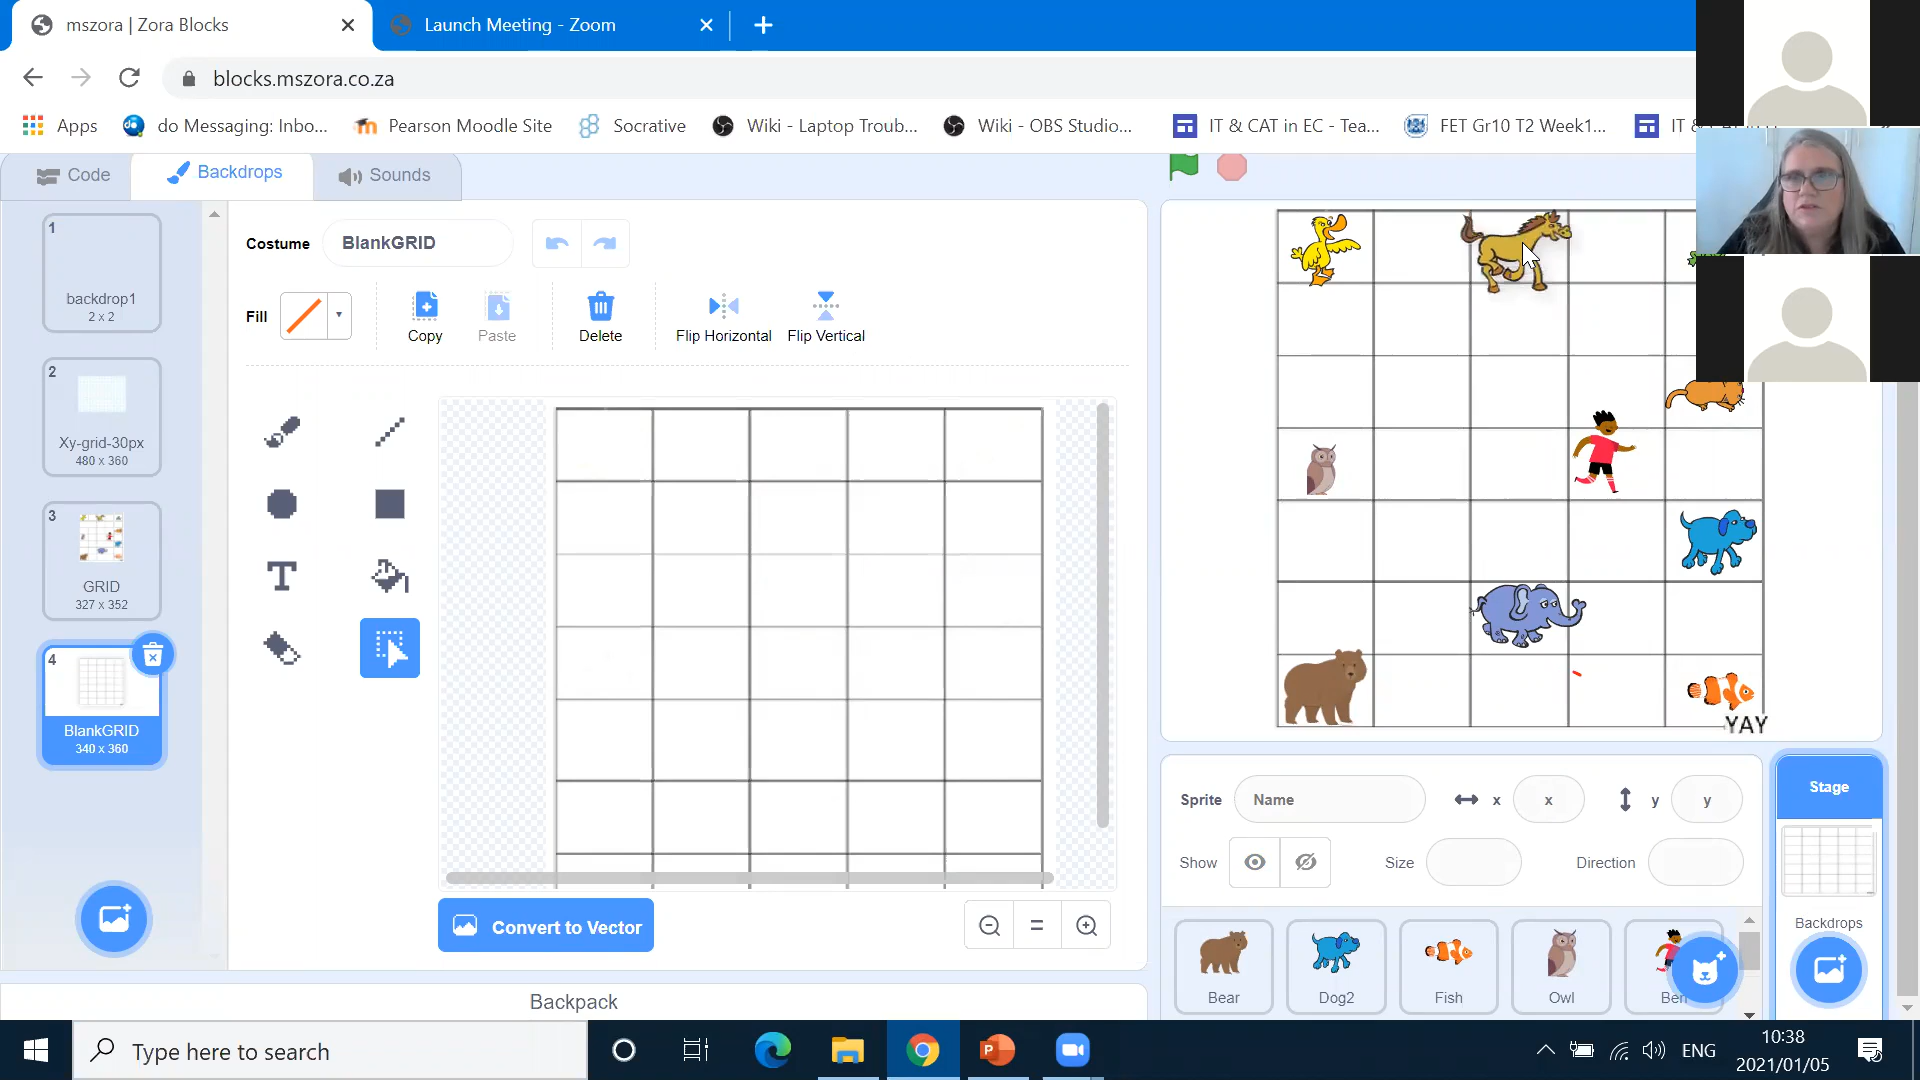 mszora | Zora Blocks
Launch Meeting - Zoom
blocks.mszora.co.za
Apps
do Messaging: Inbo...
Pearson Moodle Site
Socrative
Wiki - Laptop Troub...
Wiki - OBS Studio...
IT & CAT in EC - Tea...
FET Gr10 T2 Week1...
Code
Backdrops
Sounds
1
backdrop1
2 x 2
2
Xy-grid-30px
480 x 360
3
GRID
327 x 352
4
BlankGRID
340 x 360
Costume
BlankGRID
Fill
Copy
Paste
Delete
Flip Horizontal
Flip Vertical
T
Convert to Vector
Backpack
YAY
Sprite
Name
x
x
y
y
Show
Size
Direction
Stage
Backdrops
Bear
Dog2
Fish
Owl
Type here to search
P
ENG
10:38
2021/01/05